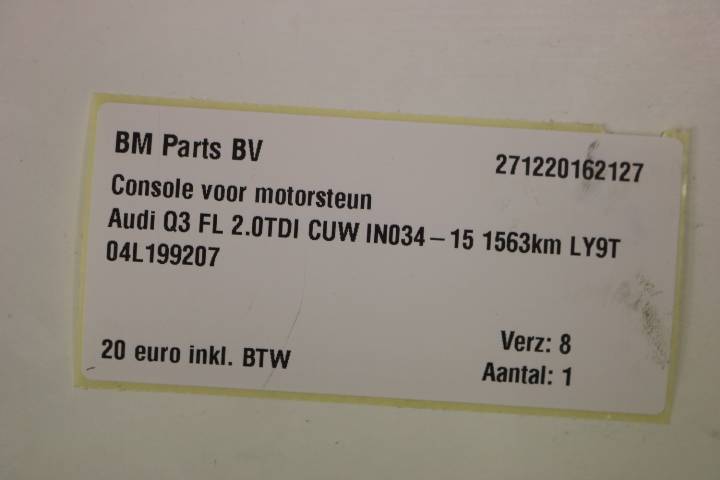 BM Parts BV 271220162127
Console voor motorsteun
Audi Q3 FL 2.0TDI CUW IN034-15 1563km LY9T
04L199207
20 euro inkl. BTW Verz: 8
Aantal: 1